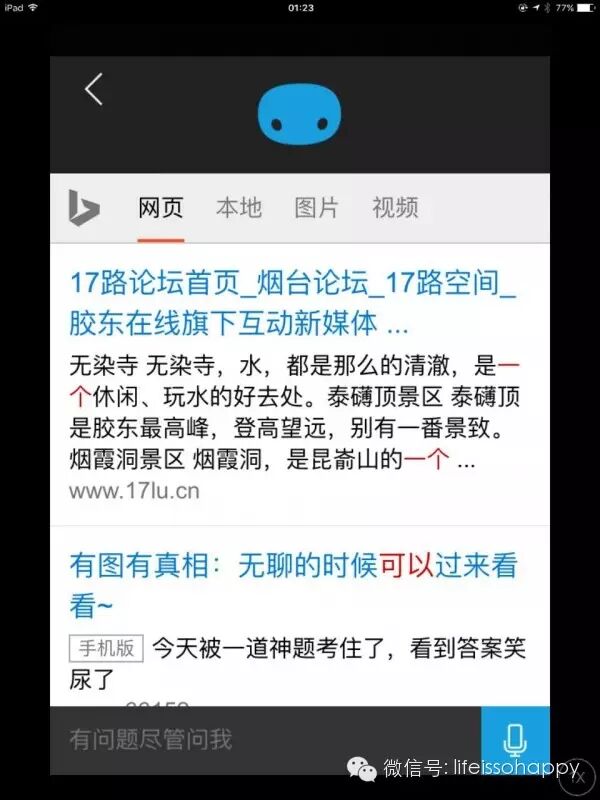 iPad 01:23 77%
网页 本地 图片 视频
17路论坛首页_烟台论坛_17路空间_
胶东在线旗下互动新媒体 ...
无染寺 无染寺，水，都是那么的清澈，是一
个休闲、玩水的好去处。泰礴顶景区 泰礴顶
是胶东最高峰，登高望远，别有一番景致。
烟霞洞景区 烟霞洞，是昆嵛山的一个 ...
www.17lu.cn
有图有真相：无聊的时候可以过来看
看~
手机版 今天被一道神题考住了，看到答案笑
尿了
有问题尽管问我
微信号: lifeissohappy